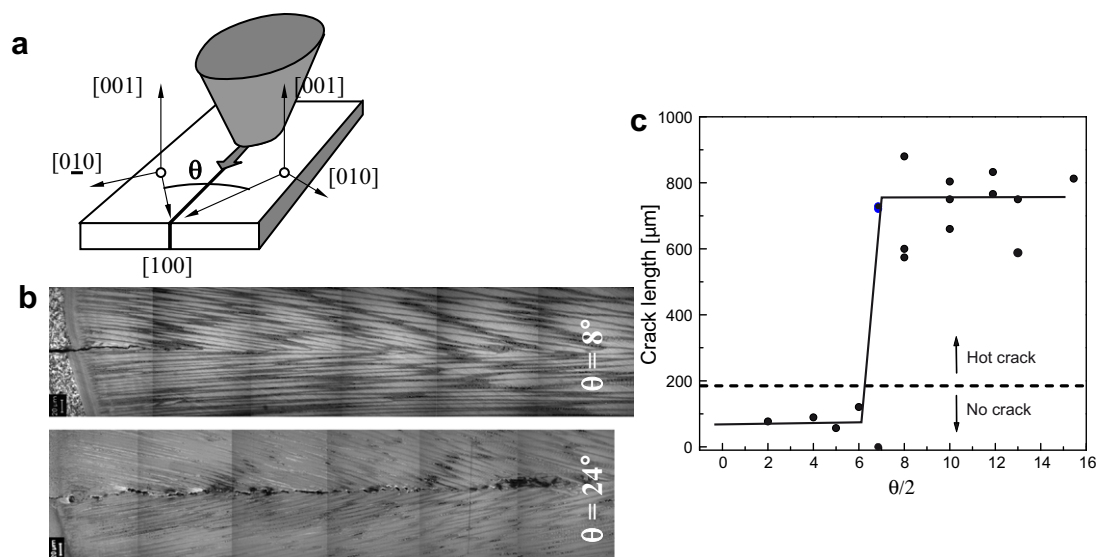 a
[001]
[001]
[010]
θ
[010]
[100]
b
θ = 8°
θ = 24°
c
1000
800
600
400
200
0
Crack length [µm]
Hot crack
No crack
0
2
4
6
8
10
12
14
16
θ/2